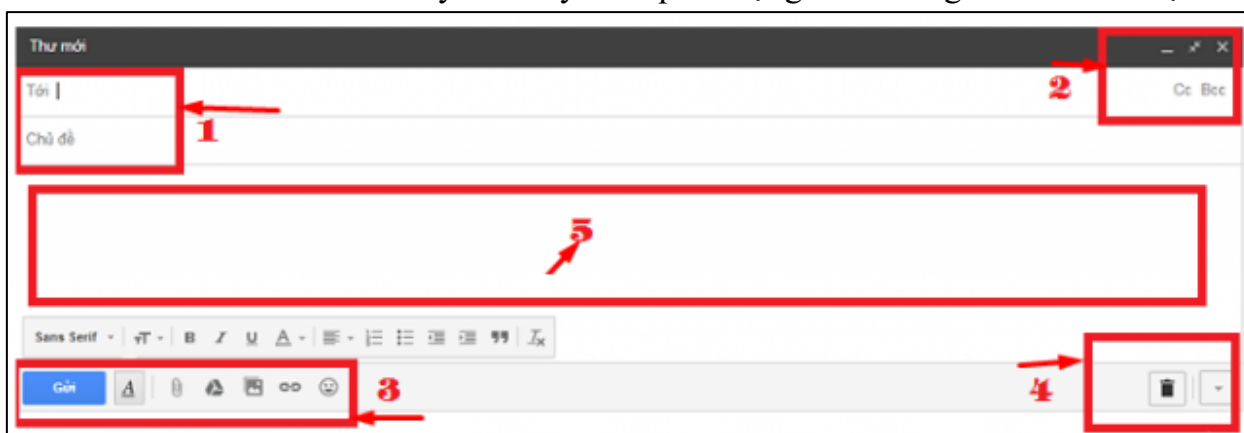 Thư mới
Tới
2
Cc Bcc
1
Chủ đề
5
Sans Serif
B I U A
Gửi A
3
4